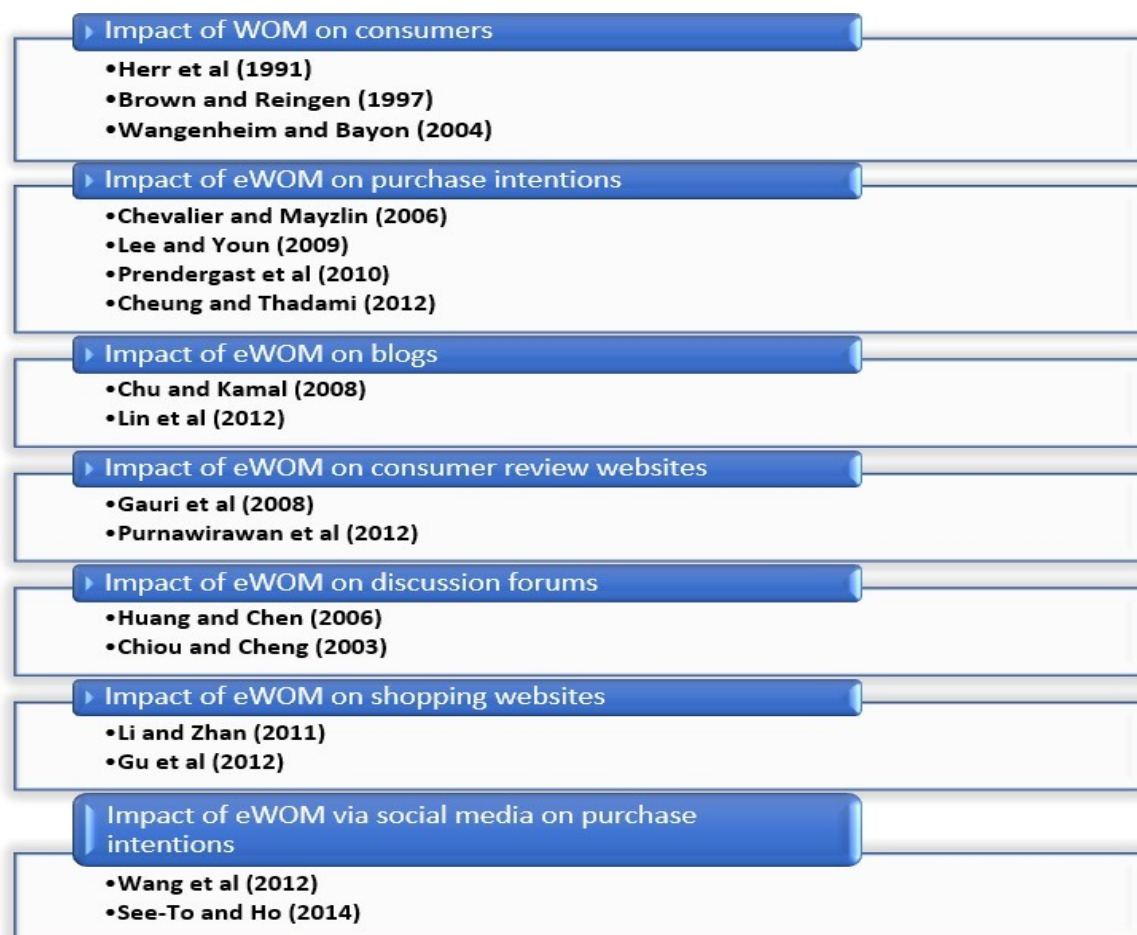 Impact of WOM on consumers
•Herr et al (1991)
•Brown and Reingen (1997)
•Wangenheim and Bayon (2004)
Impact of eWOM on purchase intentions
•Chevalier and Mayzlin (2006)
•Lee and Youn (2009)
•Prendergast et al (2010)
•Cheung and Thadami (2012)
Impact of eWOM on blogs
•Chu and Kamal (2008)
•Lin et al (2012)
Impact of eWOM on consumer review websites
•Gauri et al (2008)
•Purnawirawan et al (2012)
Impact of eWOM on discussion forums
•Huang and Chen (2006)
•Chiou and Cheng (2003)
Impact of eWOM on shopping websites
•Li and Zhan (2011)
•Gu et al (2012)
Impact of eWOM via social media on purchase
intentions
•Wang et al (2012)
•See-To and Ho (2014)